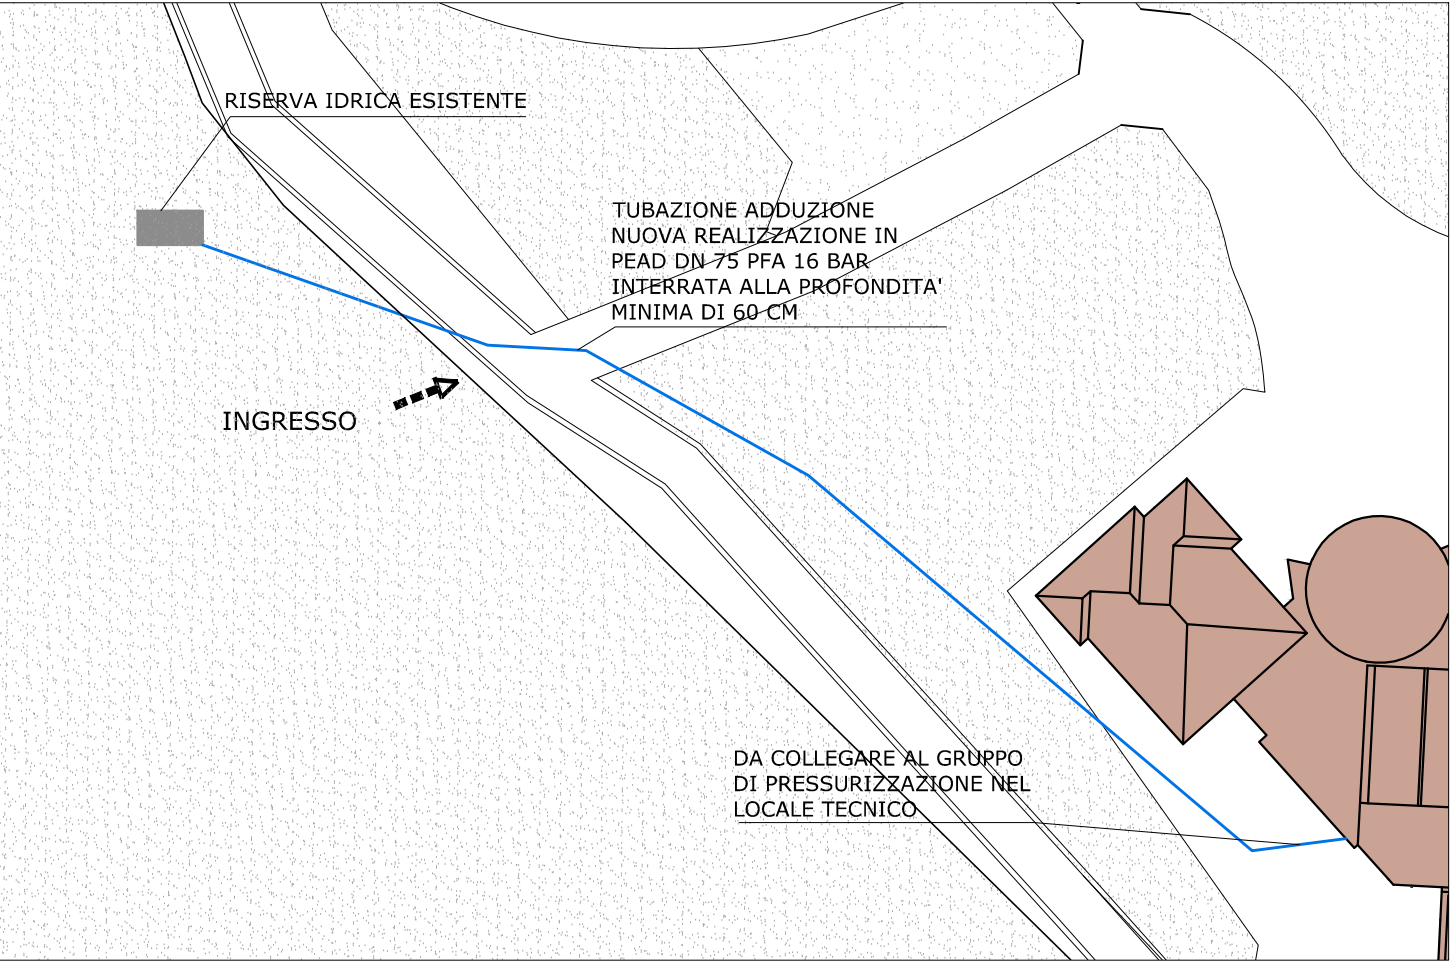 RISERVA IDRICA ESISTENTE
TUBAZIONE ADDUZIONE
NUOVA REALIZZAZIONE IN
PEAD DN 75 PFA 16 BAR
INTERRATA ALLA PROFONDITA'
MINIMA DI 60 CM
INGRESSO
DA COLLEGARE AL GRUPPO
DI PRESSURIZZAZIONE NEL
LOCALE TECNICO